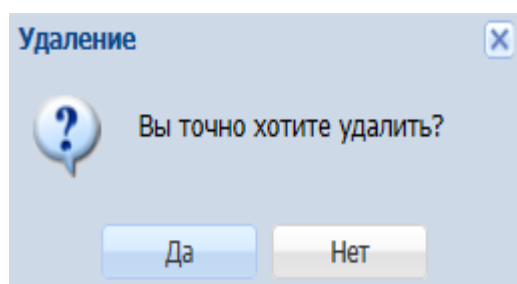 Удаление
Вы точно хотите удалить?
Да
Нет